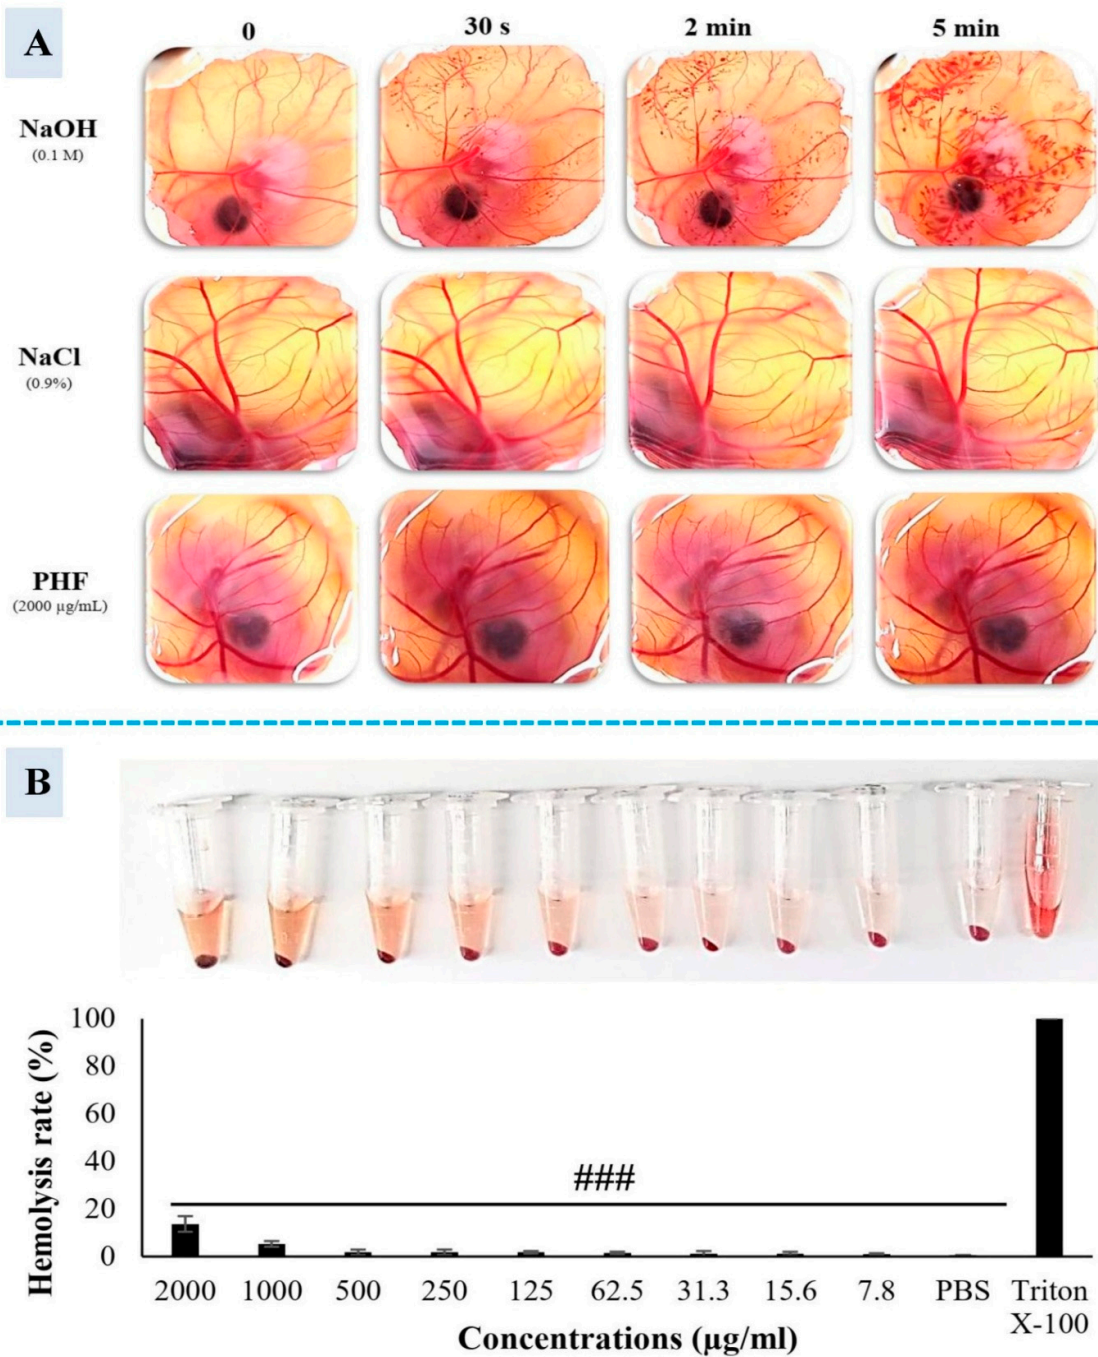 A
0 30 s 2 min 5 min
NaOH
(0.1 M)
NaCl
(0.9%)
PHF
(2000 µg/mL)
B
Hemolysis rate (%)
100
80
60
40
20
0
###
2000 1000 500 250 125 62.5 31.3 15.6 7.8 PBS Triton
X-100
Concentrations (µg/ml)